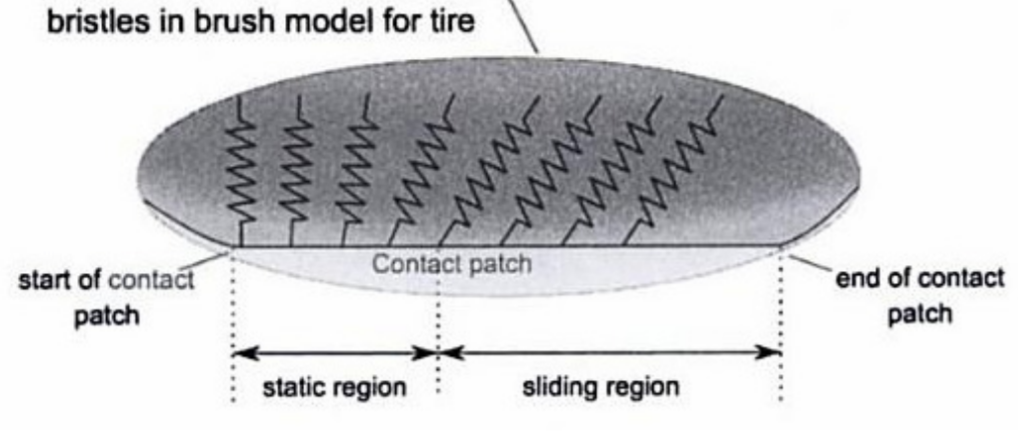 bristles in brush model for tire
Contact patch
start of contact
patch
end of contact
patch
static region
sliding region